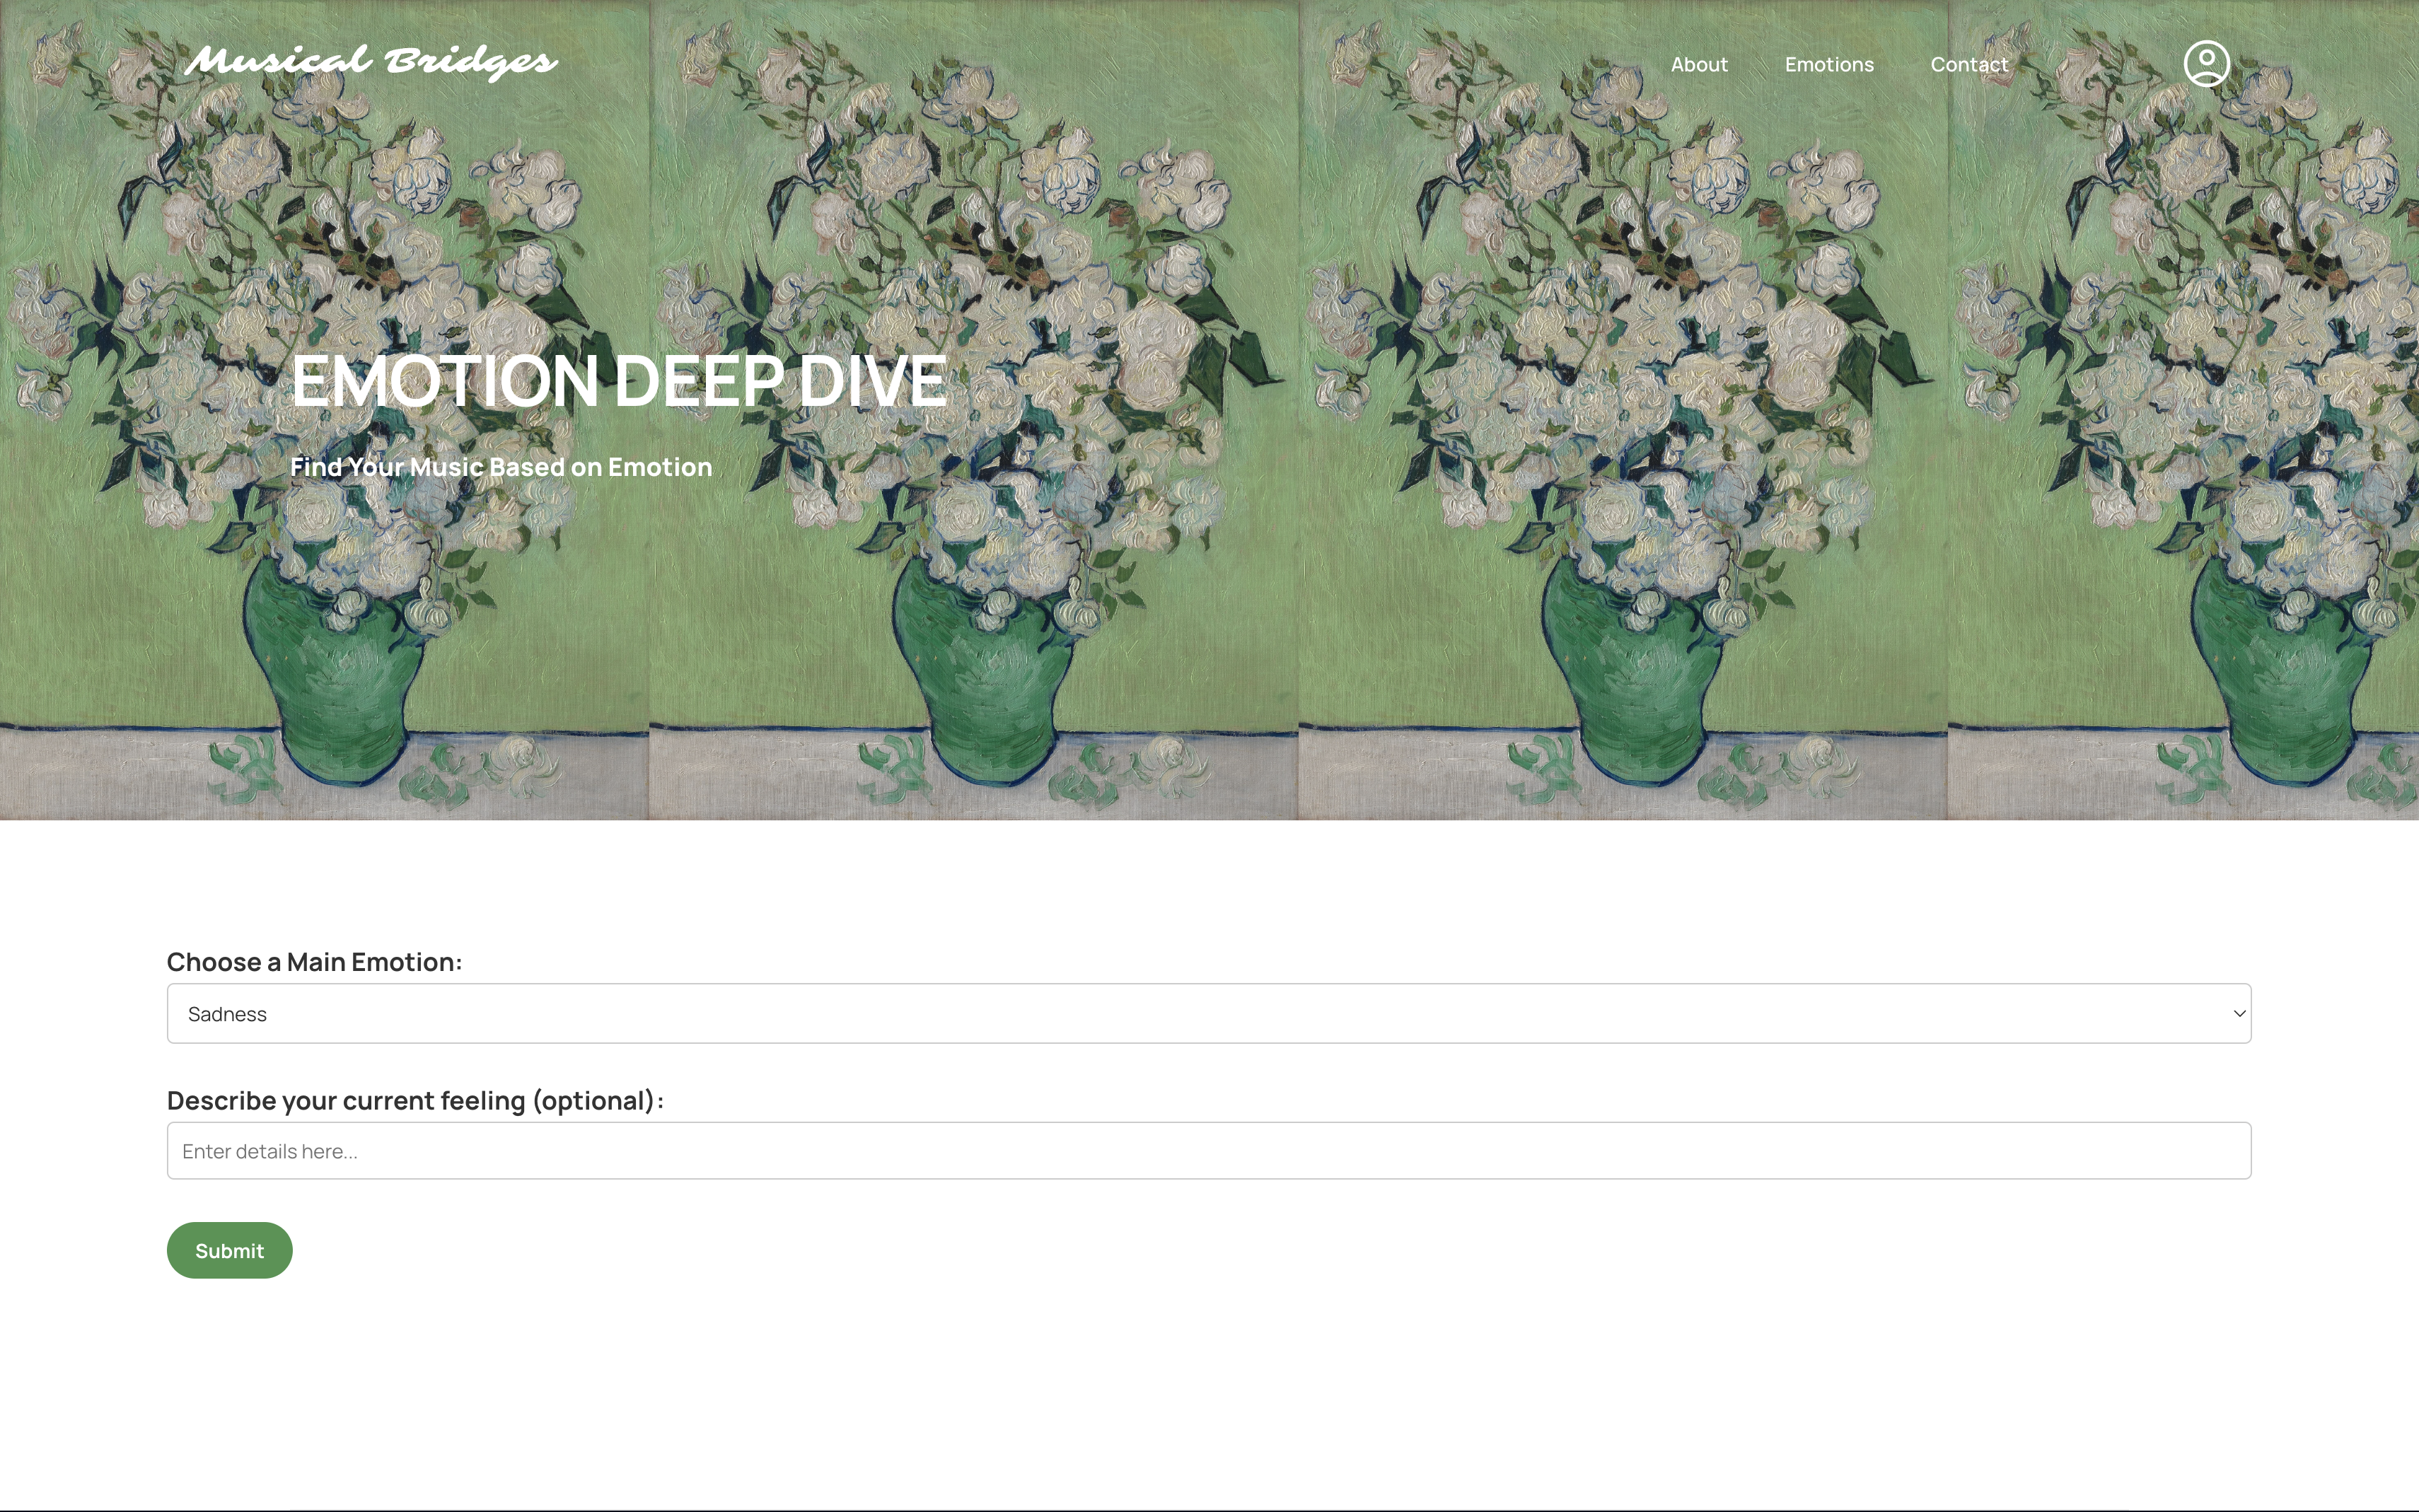 Musical Bridges
About Emotions Contact
EMOTION DEEP DIVE
Find Your Music Based on Emotion
Choose a Main Emotion:
Sadness
Describe your current feeling (optional):
Enter details here...
Submit